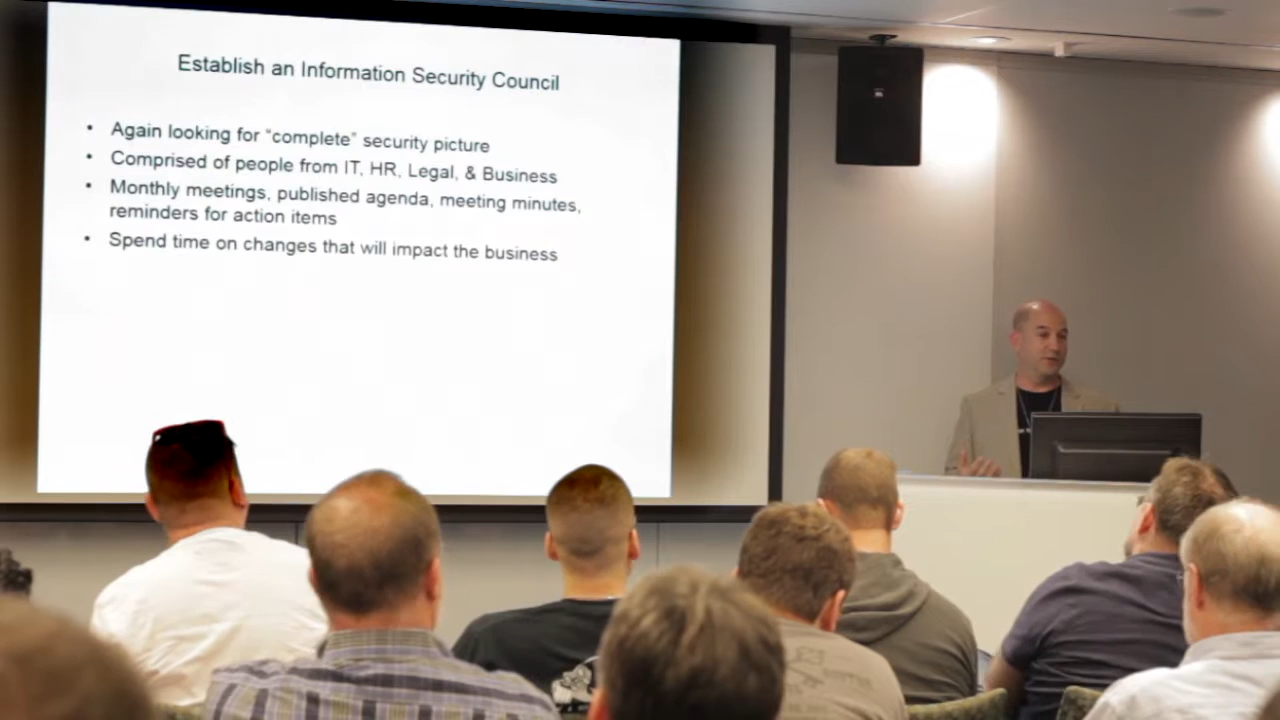 Establish an Information Security Council
• Again looking for "complete" security picture
• Comprised of people from IT, HR, Legal, & Business
• Monthly meetings, published agenda, meeting minutes,
reminders for action items
• Spend time on changes that will impact the business